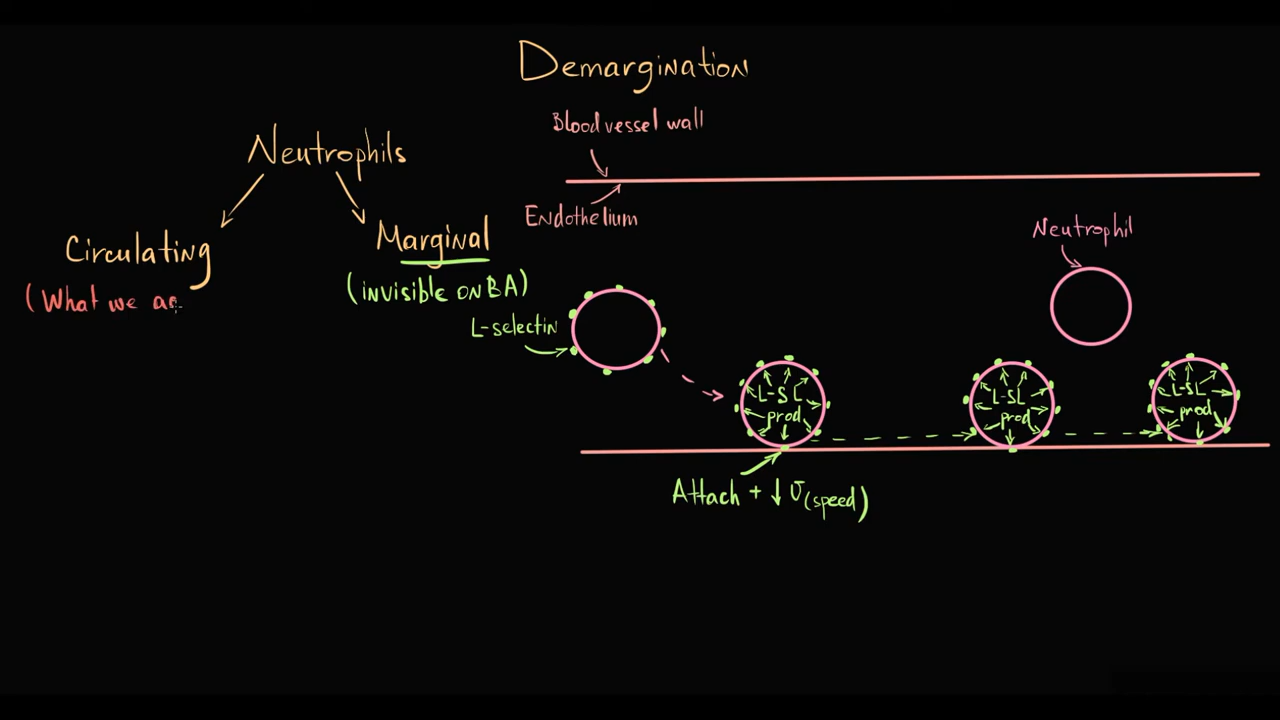 Demargination
Blood vessel wall
Neutrophils
Endothelium
Circulating
Marginal
(What we
(invisible on BA)
L-selectin
Neutrophil
L-SL
prod
L-SL
prod
L-SL
prod
Attach + ↓ υ(speed)